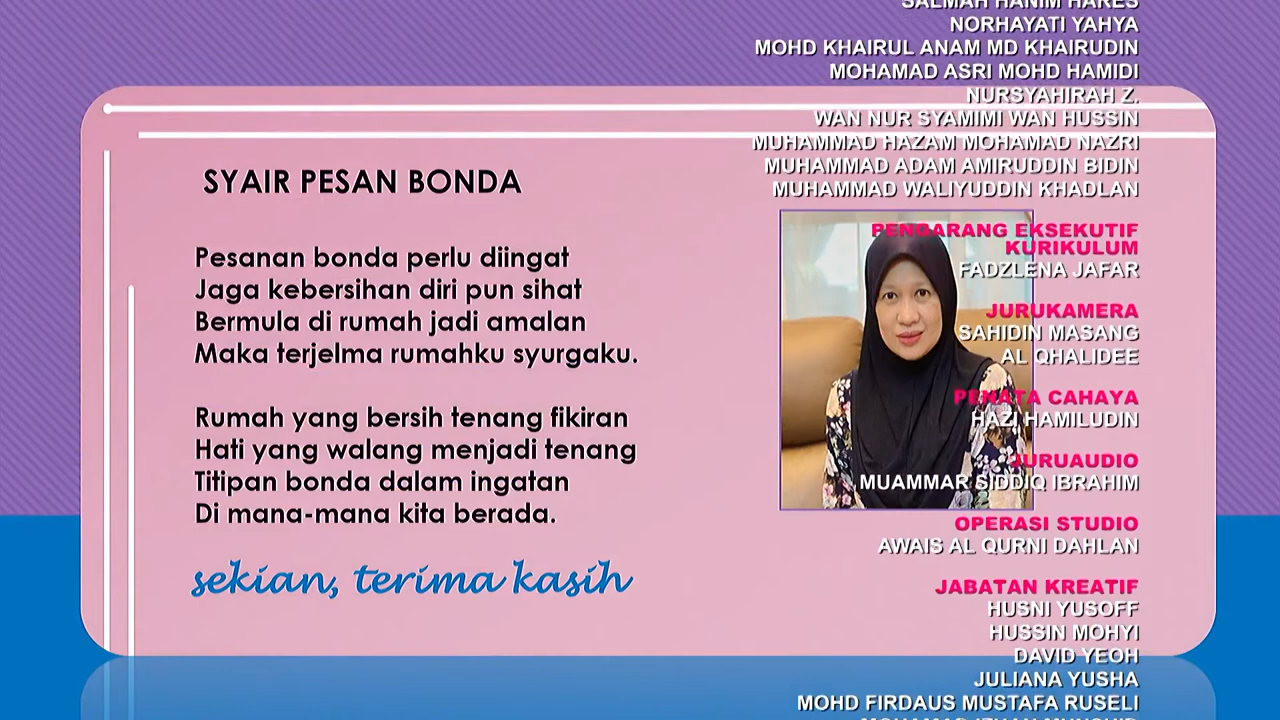 SYAIR PESAN BONDA
Pesanan bonda perlu diingat
Jaga kebersihan diri pun sihat
Bermula di rumah jadi amalan
Maka terjelma rumahku syurgaku.
Rumah yang bersih tenang fikiran
Hati yang walang menjadi tenang
Titipan bonda dalam ingatan
Di mana-mana kita berada.
sekian, terima kasih
SALMAH HANIM HARES
NORHAYATI YAHYA
MOHD KHAIRUL ANAM MD KHAIRUDIN
MOHAMAD ASRI MOHD HAMIDI
NURSYAHIRAH Z.
WAN NUR SYAMIMI WAN HUSSIN
MUHAMMAD HAZAM MOHAMAD NAZRI
MUHAMMAD ADAM AMIRUDDIN BIDIN
MUHAMMAD WALIYUDDIN KHADLAN
PENGARANG EKSEKUTIF
KURIKULUM
FADZLENA JAFAR
JURUKAMERA
SAHIDIN MASANG
AL QHALIDEE
PENATA CAHAYA
HAZI HAMILUDIN
JURUAUDIO
MUAMMAR SIDDIQ IBRAHIM
OPERASI STUDIO
AWAIS AL QURNI DAHLAN
JABATAN KREATIF
HUSNI YUSOFF
HUSSIN MOHYI
DAVID YEOH
JULIANA YUSHA
MOHD FIRDAUS MUSTAFA RUSELI